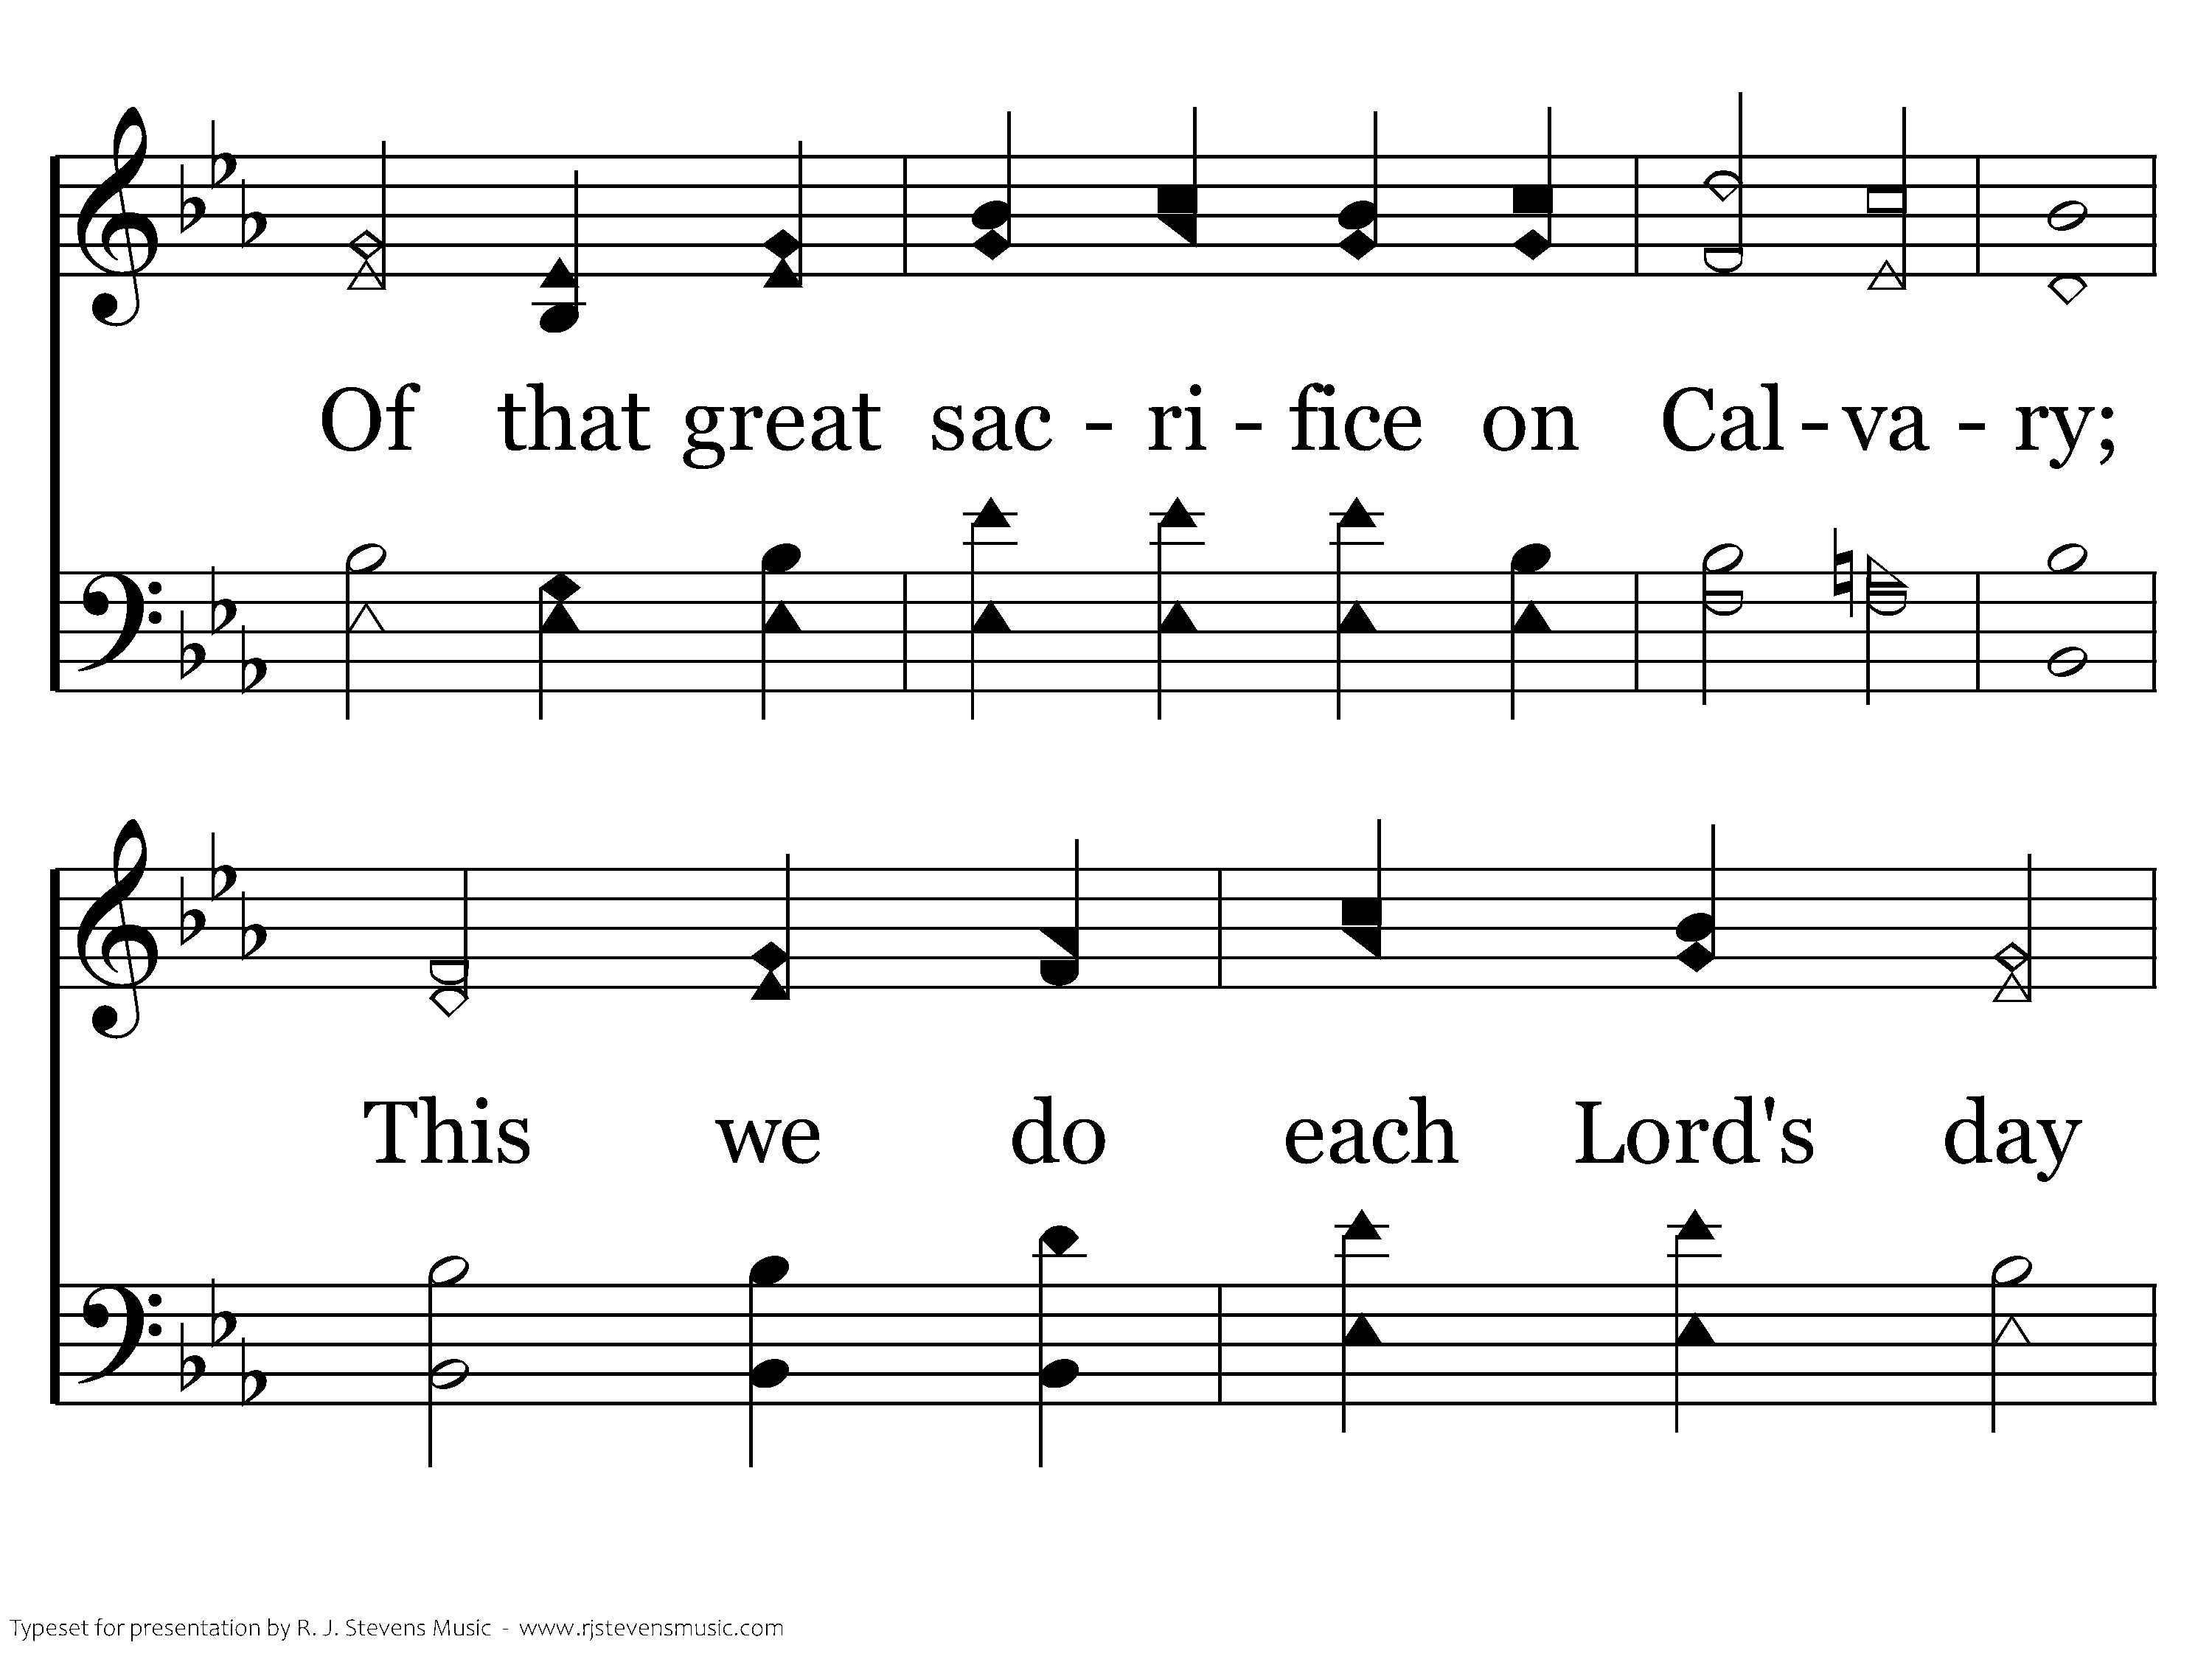 Of that great sac - ri - fice on Cal - va - ry;
This we do each Lord's day
Typeset for presentation by R. J. Stevens Music - www.rjstevensmusic.com